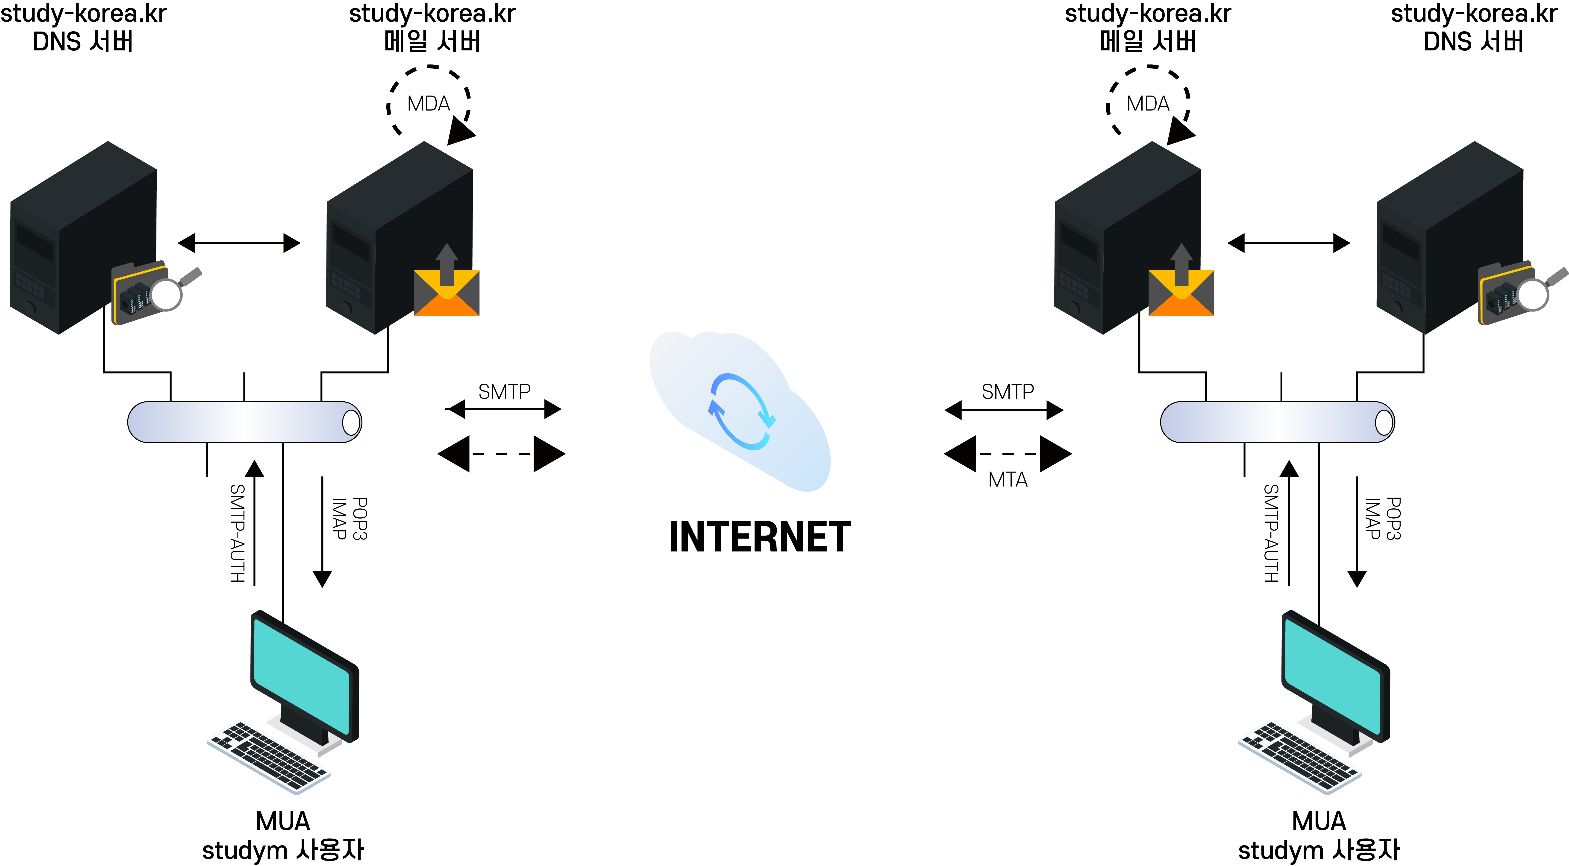 study-korea.kr
DNS 서버
study-korea.kr
메일 서버
study-korea.kr
메일 서버
study-korea.kr
DNS 서버
MDA
MDA
SMTP
SMTP
MTA
SMTP-AUTH
POP3
IMAP
INTERNET
SMTP-AUTH
POP3
IMAP
MUA
studym 사용자
MUA
studym 사용자